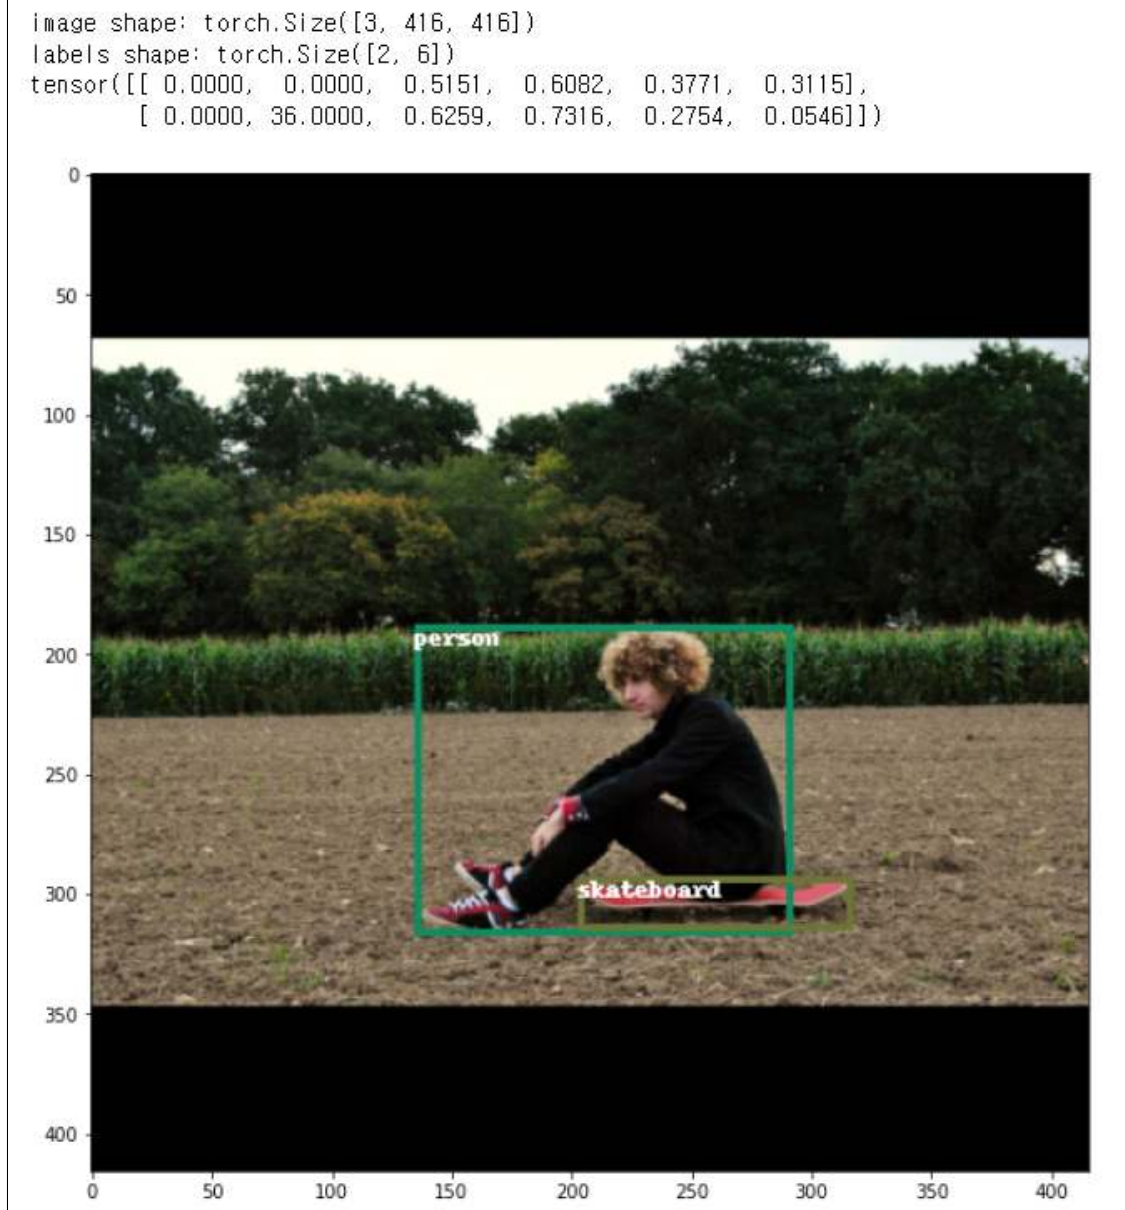 image shape: torch.Size([3, 416, 416])
labels shape: torch.Size([2, 6])
tensor([[ 0.0000, 0.0000, 0.5151, 0.6082, 0.3771, 0.3115],
[ 0.0000, 36.0000, 0.6259, 0.7316, 0.2754, 0.0546]])
0
50
100
150
200
250
300
350
400
person
skateboard
0 50 100 150 200 250 300 350 400